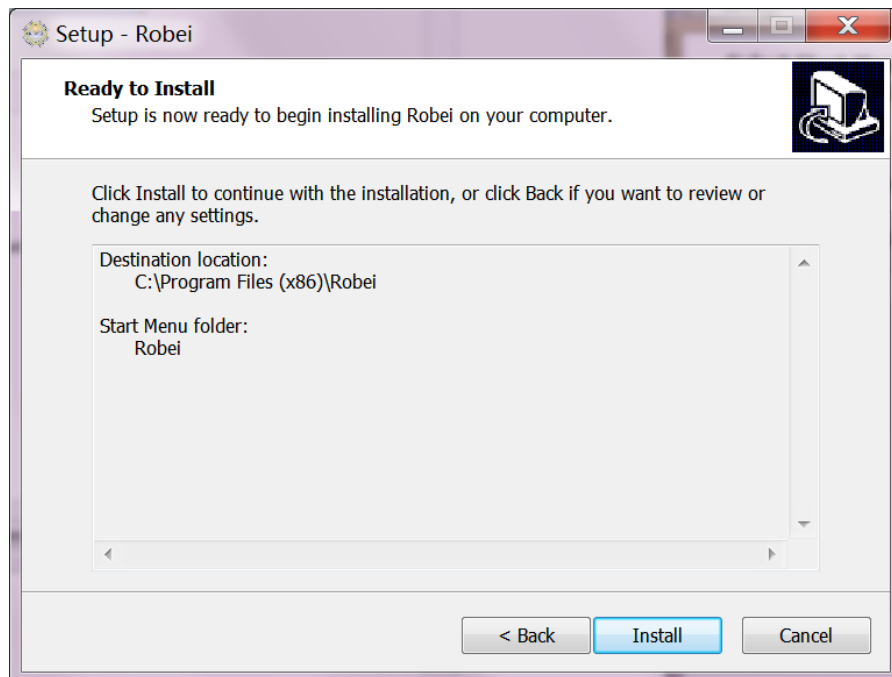 Setup - Robei
Ready to Install
Setup is now ready to begin installing Robei on your computer.
Click Install to continue with the installation, or click Back if you want to review or
change any settings.
Destination location:
C:\Program Files (x86)\Robei
Start Menu folder:
Robei
< Back
Install
Cancel